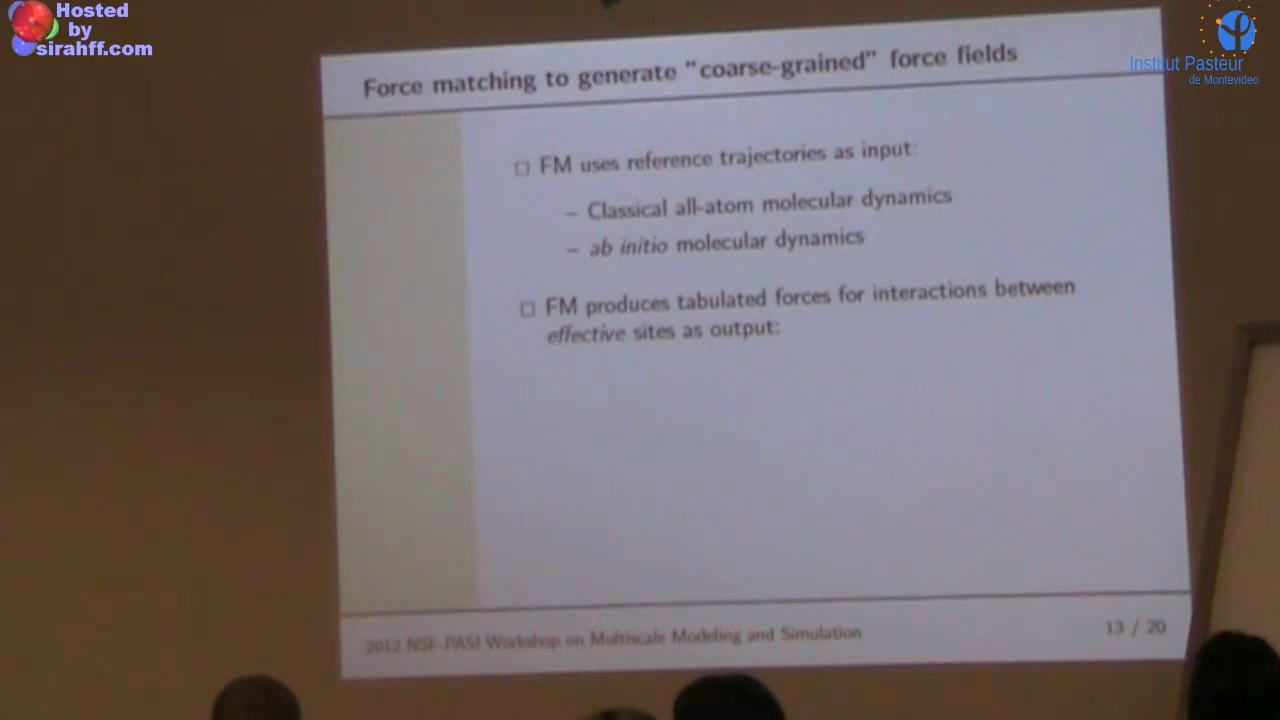 Hosted
by
sirahff.com
Institut Pasteur
de Montevideo
Force matching to generate "coarse-grained" force fields
FM uses reference trajectories as input:
– Classical all-atom molecular dynamics
– ab initio molecular dynamics
FM produces tabulated forces for interactions between
effective sites as output:
2012 NSF-PASI Workshop on Multiscale Modeling and Simulation
13 / 20